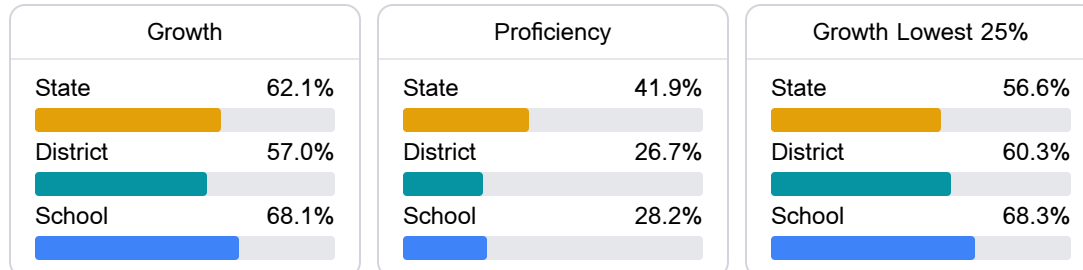 Growth
State 62.1%
District 57.0%
School 68.1%
Proficiency
State 41.9%
District 26.7%
School 28.2%
Growth Lowest 25%
State 56.6%
District 60.3%
School 68.3%